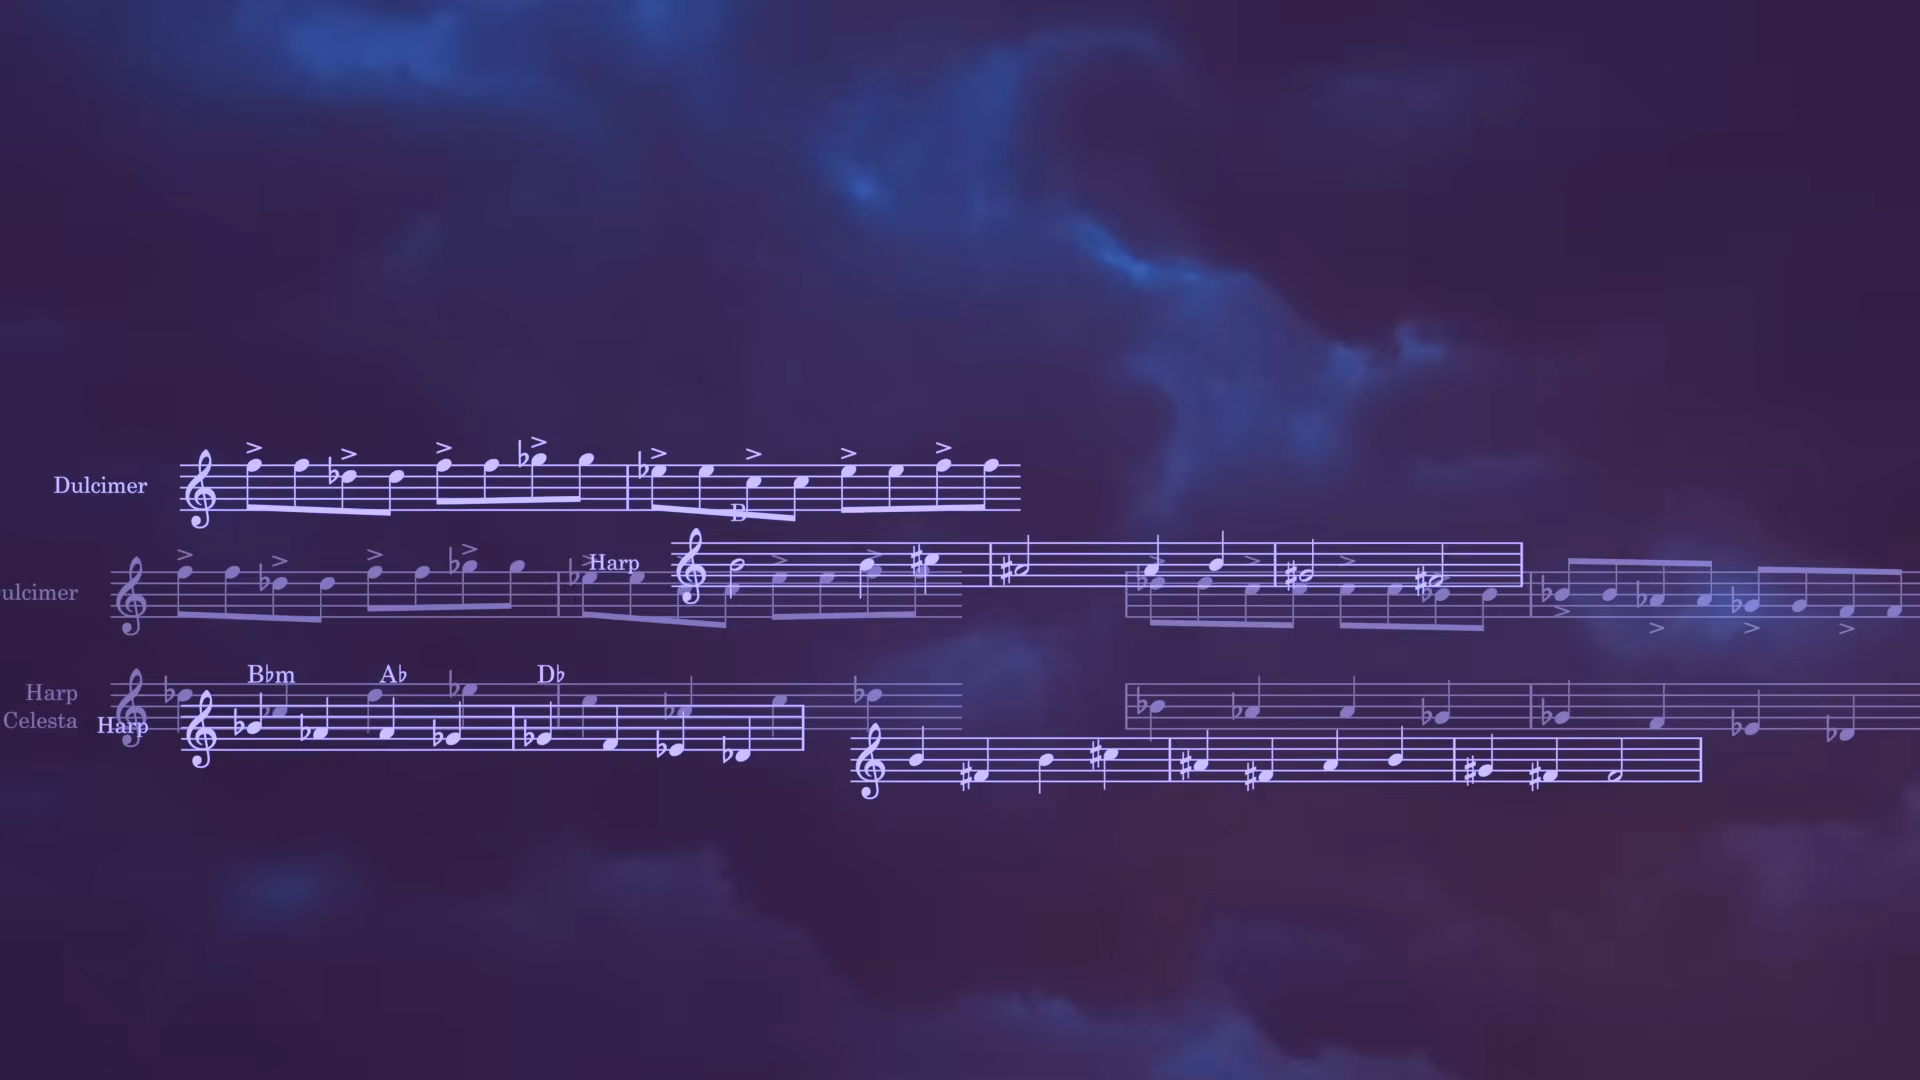 Dulcimer
B
Harp
ulcimer
B♭m A♭ D♭
Harp
Celesta
Harp